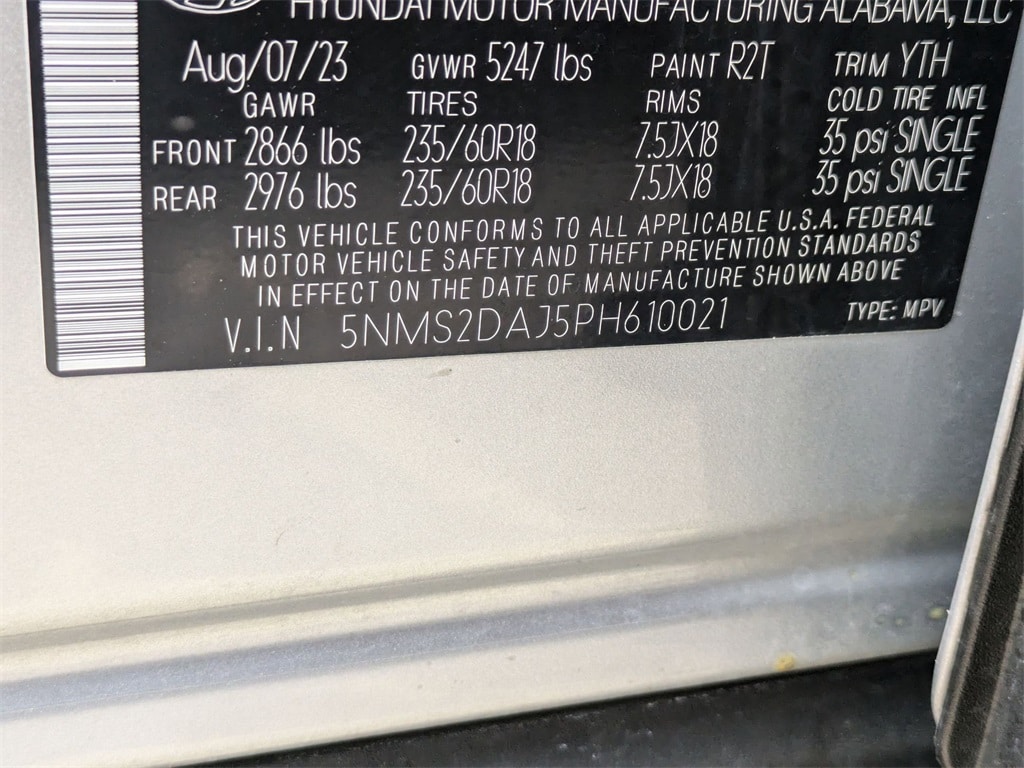 HYUNDAI MOTOR MANUFACTURING ALABAMA, LLC
Aug/07/23 GVWR 5247 lbs PAINT R2T TRIM YTH
GAWR TIRES RIMS COLD TIRE INFL
FRONT 2866 lbs 235/60R18 7.5JX18 35 psi SINGLE
REAR 2976 lbs 235/60R18 7.5JX18 35 psi SINGLE
THIS VEHICLE CONFORMS TO ALL APPLICABLE U.S.A. FEDERAL
MOTOR VEHICLE SAFETY AND THEFT PREVENTION STANDARDS
IN EFFECT ON THE DATE OF MANUFACTURE SHOWN ABOVE
V.I.N 5NMS2DAJ5PH610021 TYPE: MPV